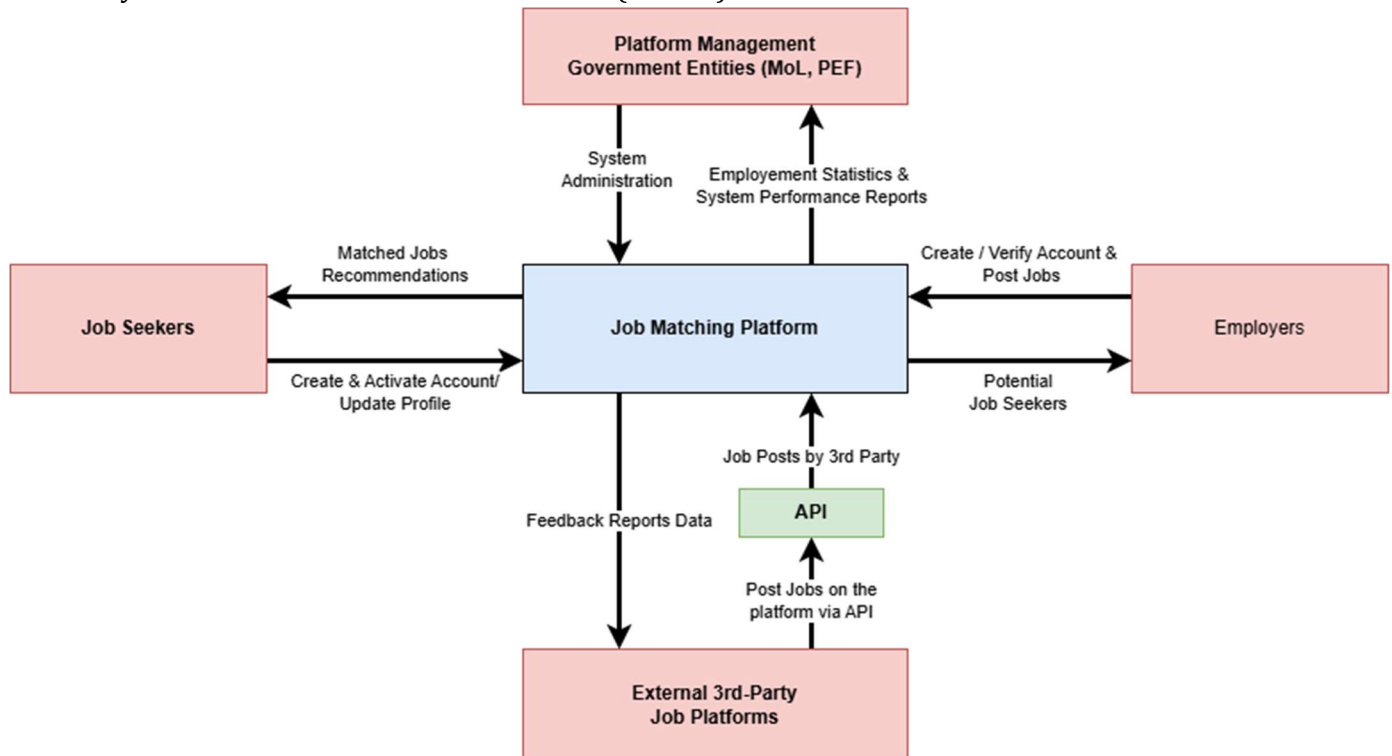 Platform Management
Government Entities (MoL, PEF)
System
Administration
Employement Statistics &
System Performance Reports
Matched Jobs
Recommendations
Create / Verify Account &
Post Jobs
Job Seekers
Job Matching Platform
Employers
Create & Activate Account/
Update Profile
Potential
Job Seekers
Job Posts by 3rd Party
API
Feedback Reports Data
Post Jobs on the
platform via API
External 3rd-Party
Job Platforms